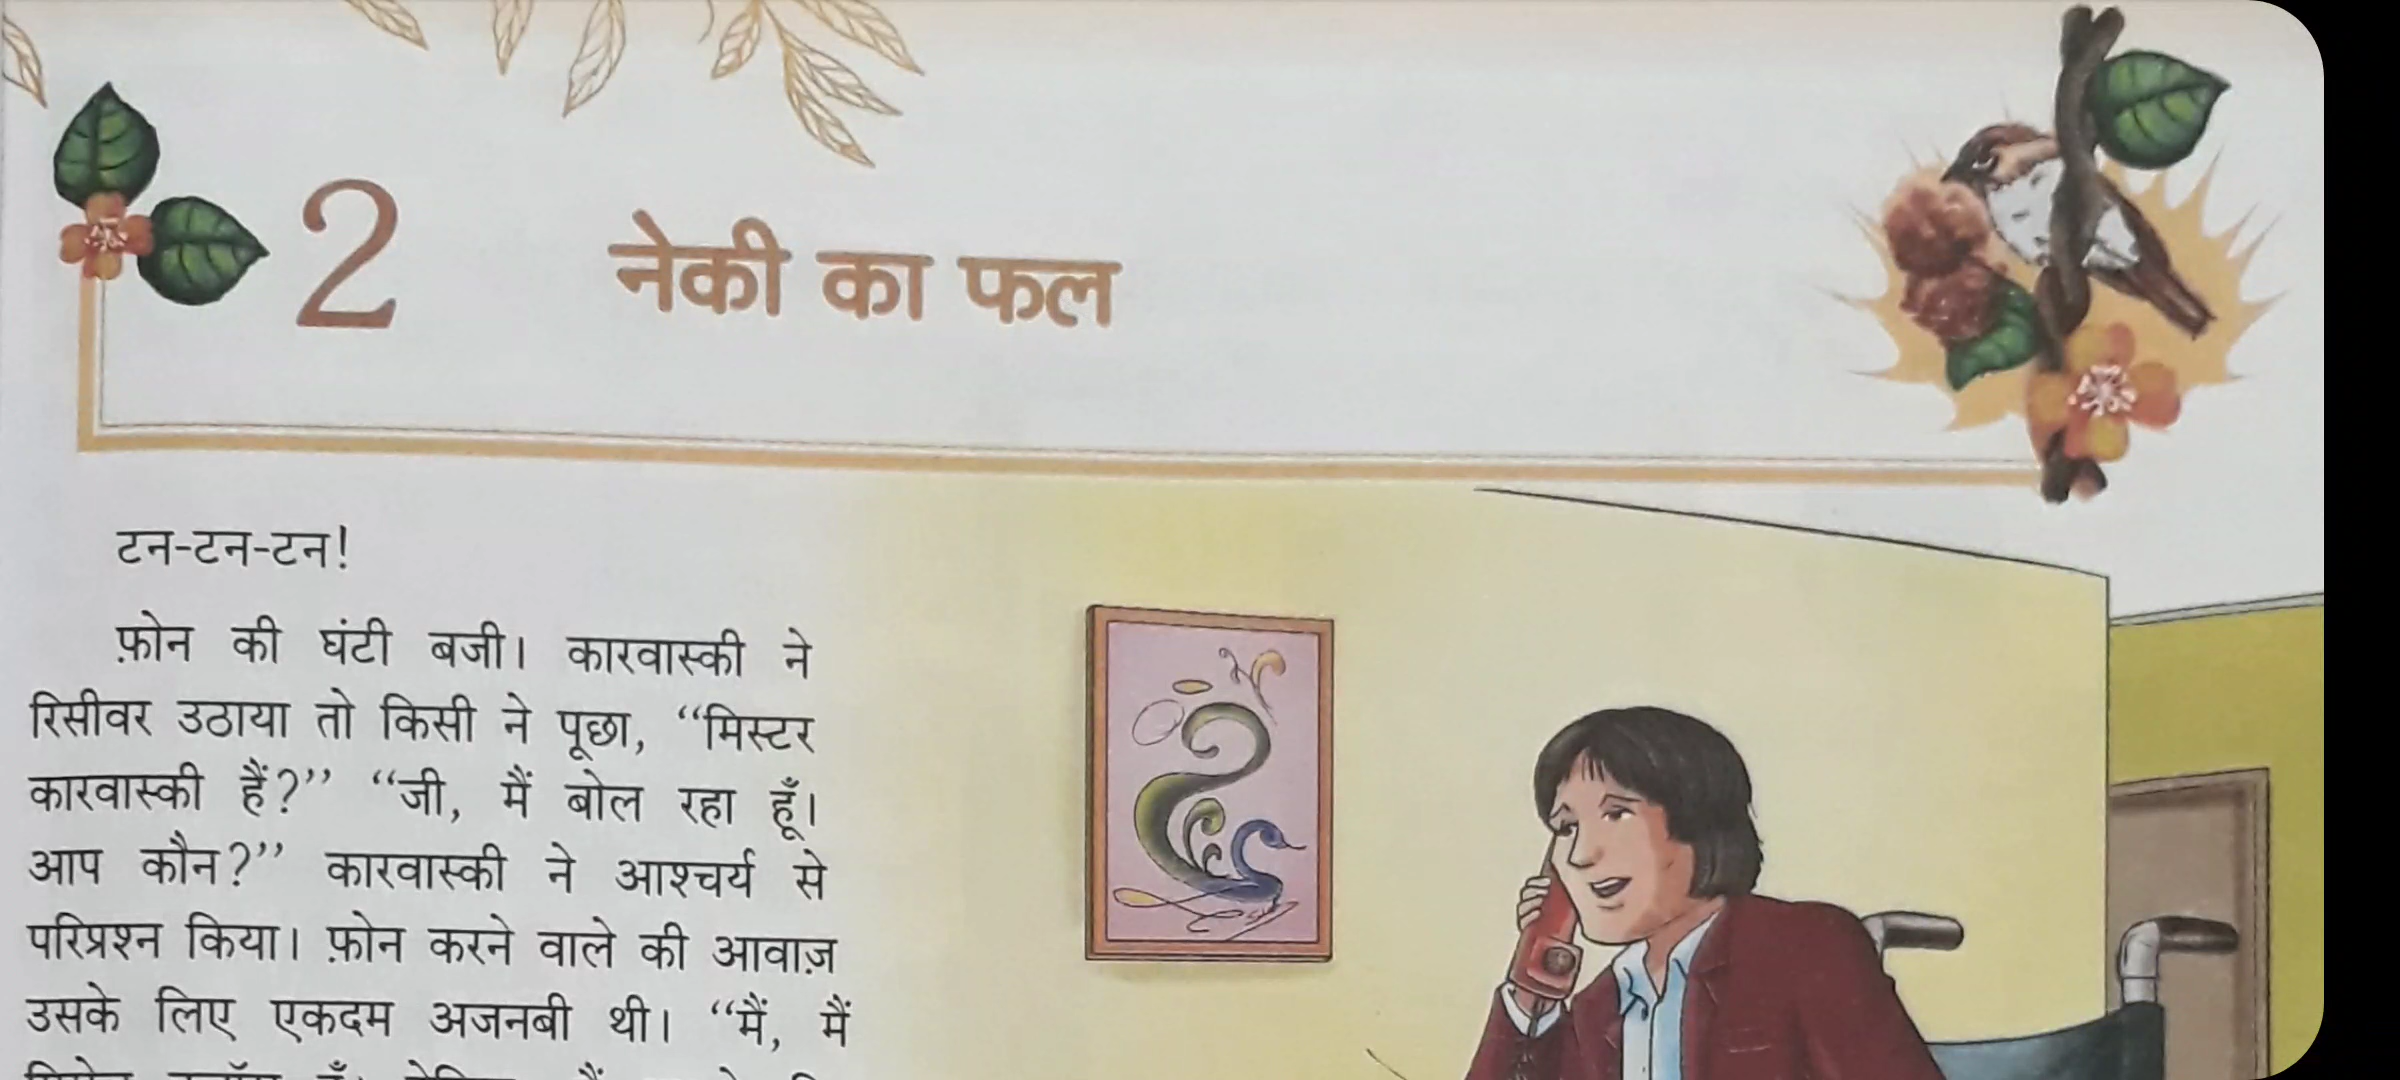 2
नेकी का फल
टन-टन-टन!
फ़ोन की घंटी बजी। कारवास्की ने
रिसीवर उठाया तो किसी ने पूछा, “मिस्टर
कारवास्की हैं?” “जी, मैं बोल रहा हूँ।
आप कौन?” कारवास्की ने आश्चर्य से
परिप्रश्न किया। फ़ोन करने वाले की आवाज़
उसके लिए एकदम अजनबी थी। “मैं, मैं